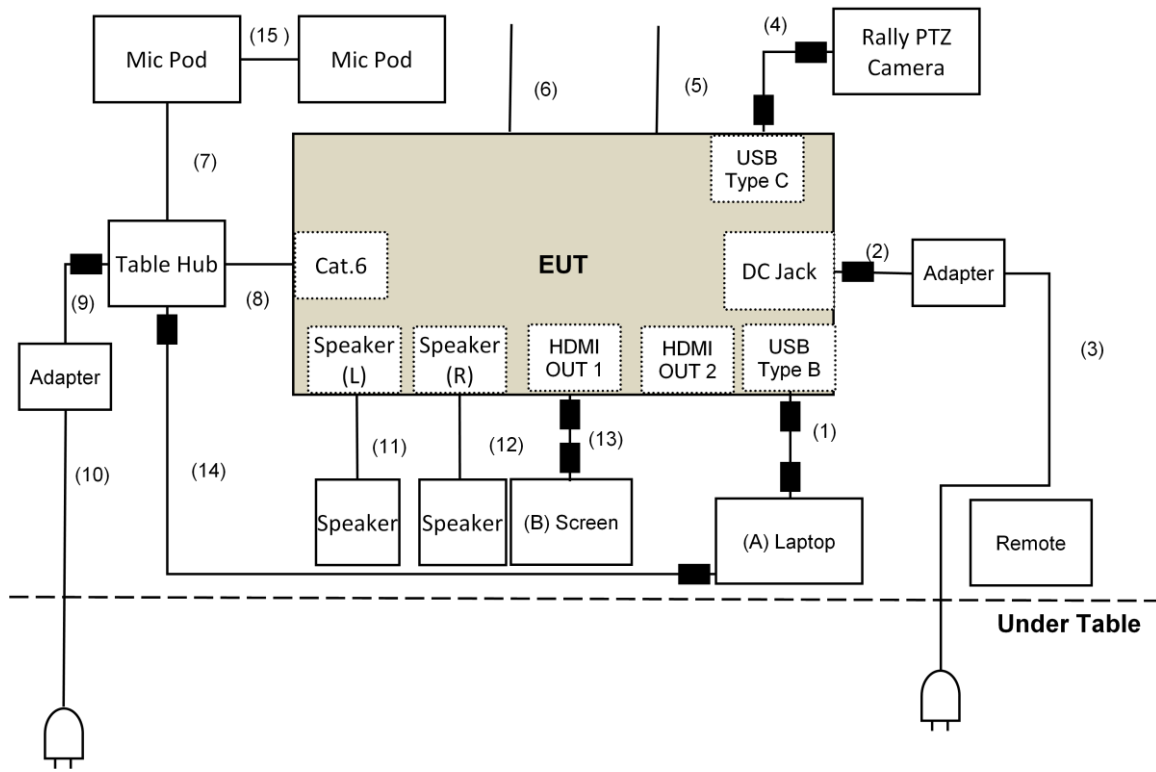 (15 )
(4)
Mic Pod
Mic Pod
Rally PTZ
Camera
(6)
(5)
(7)
USB
Type C
Table Hub
Cat.6
EUT
DC Jack
(2)
Adapter
(9)
(8)
Speaker
(L)
Speaker
(R)
HDMI
OUT 1
HDMI
OUT 2
USB
Type B
(3)
Adapter
(11)
(12)
(13)
(1)
(10)
(14)
Speaker
Speaker
(B) Screen
(A) Laptop
Remote
Under Table